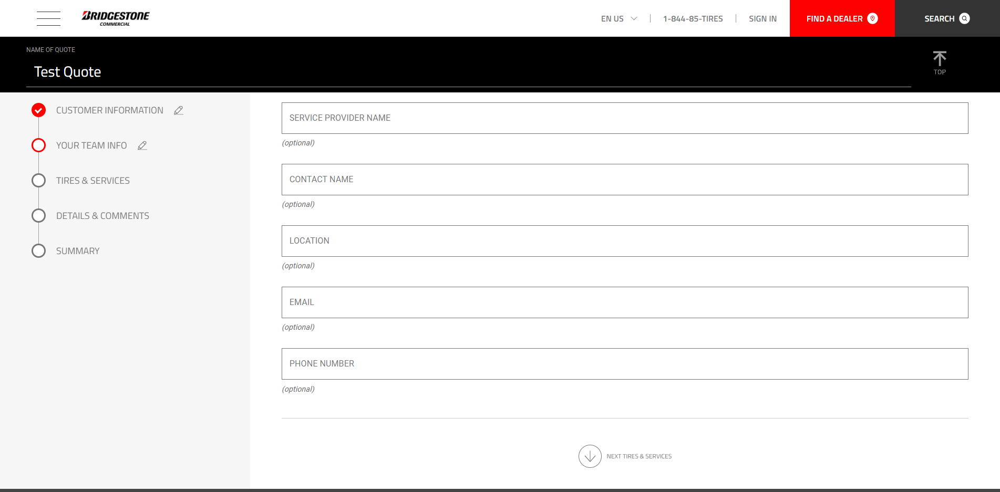 BRIDGESTONE
COMMERCIAL
EN US
1-844-85-TIRES
SIGN IN
FIND A DEALER
SEARCH
NAME OF QUOTE
Test Quote
TOP
CUSTOMER INFORMATION
YOUR TEAM INFO
TIRES & SERVICES
DETAILS & COMMENTS
SUMMARY
SERVICE PROVIDER NAME
(optional)
CONTACT NAME
(optional)
LOCATION
(optional)
EMAIL
(optional)
PHONE NUMBER
(optional)
NEXT TIRES & SERVICES